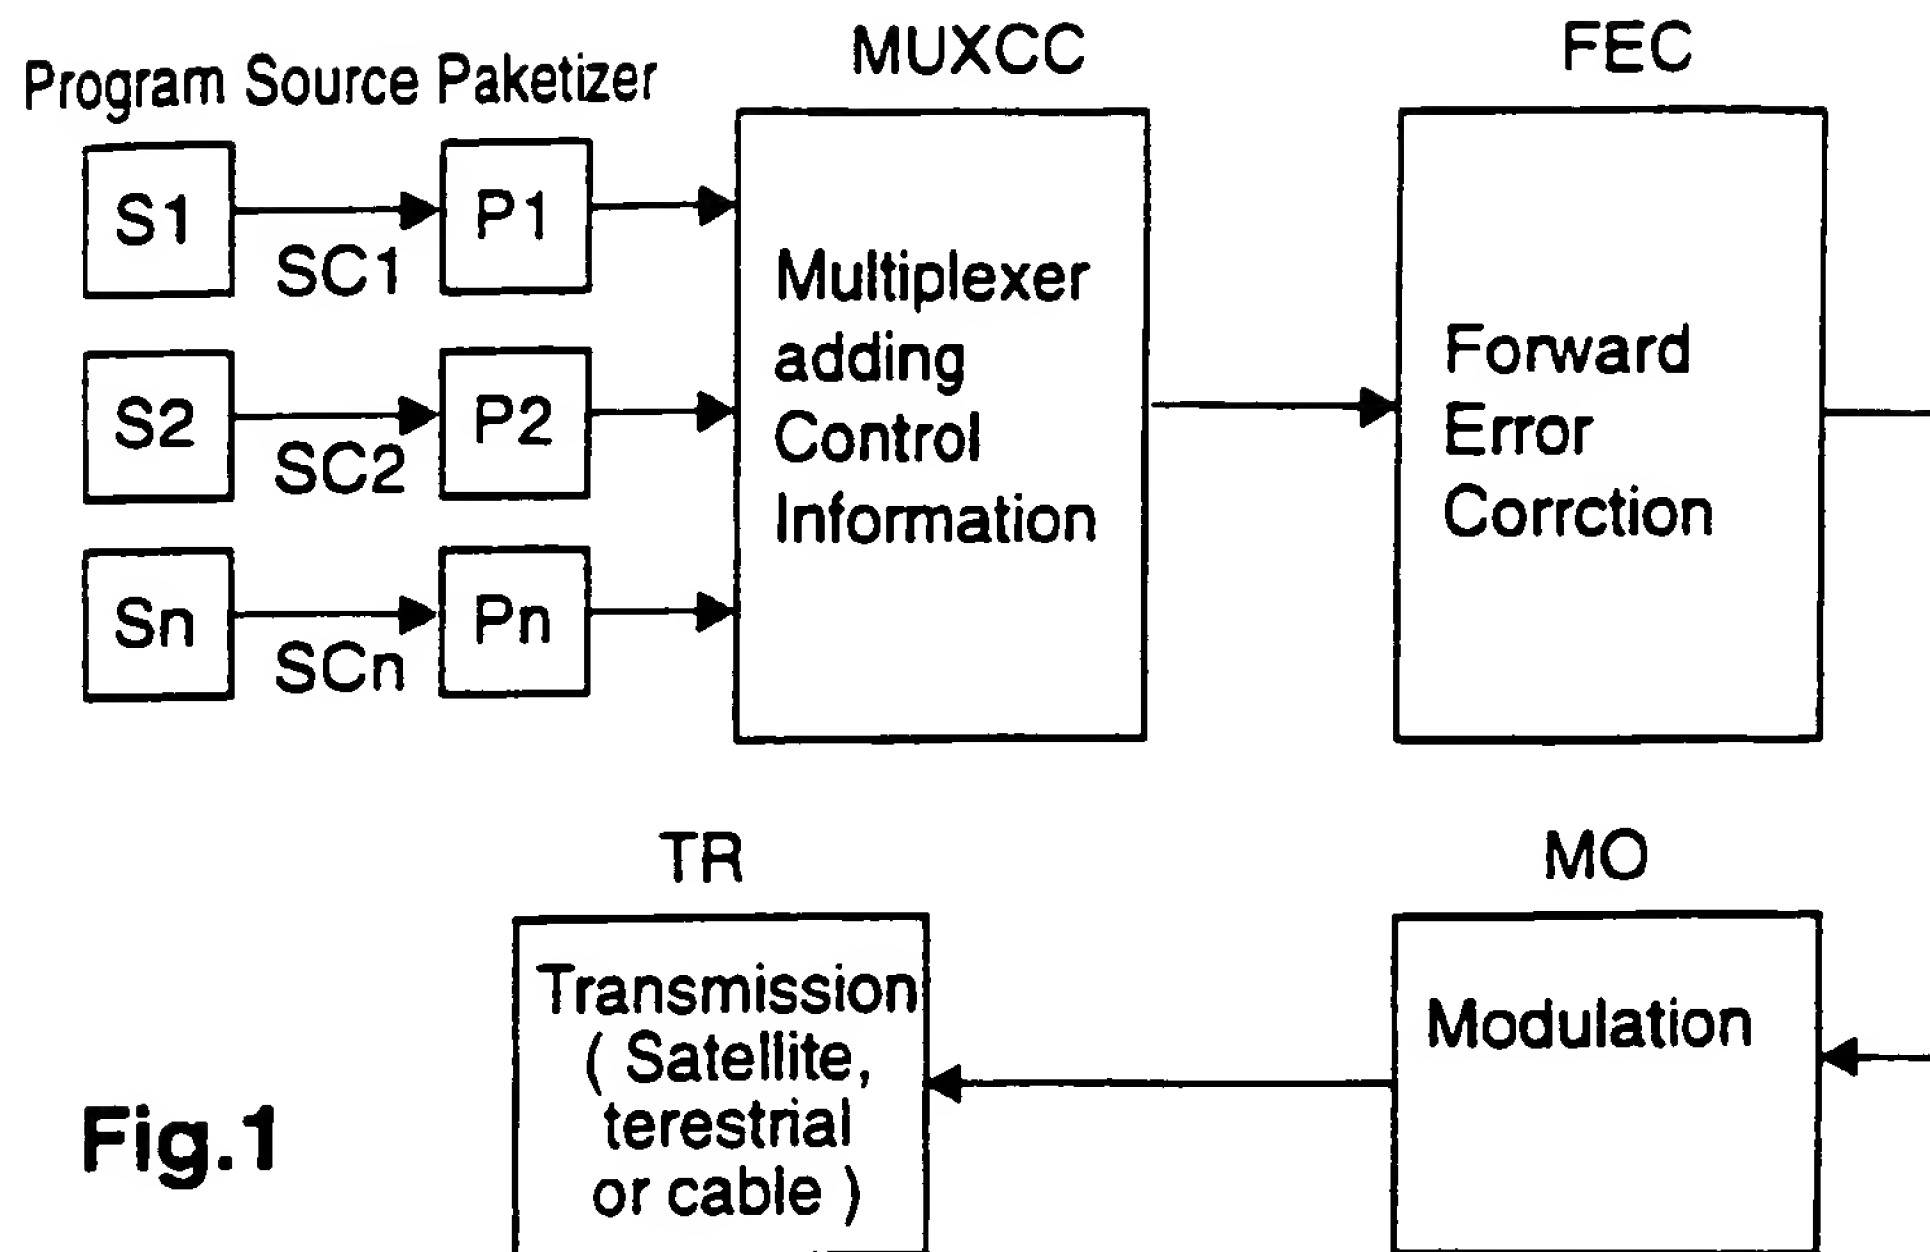 MUXCC
FEC
Program Source Paketizer
S1
SC1
P1
S2
SC2
P2
Sn
SCn
Pn
Multiplexer
adding
Control
Information
Forward
Error
Corrction
TR
MO
Transmission
( Satellite,
terestrial
or cable )
Modulation
Fig.1